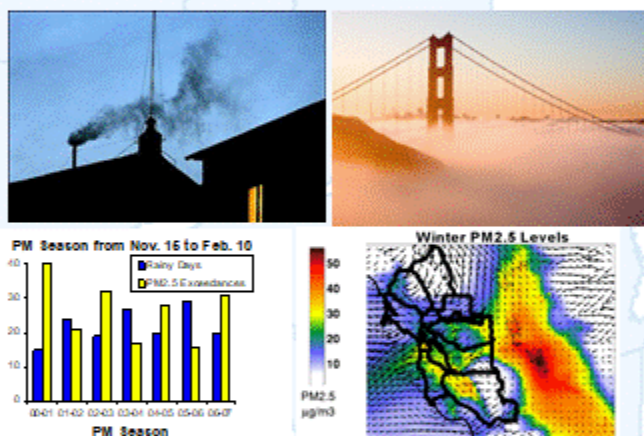 PM Season from Nov. 15 to Feb. 10
Rainy Days
PM2.5 Exceedances
40
30
20
10
0
00-01 01-02 02-03 03-04 04-05 05-06 06-07
PM Season
Winter PM2.5 Levels
50
40
30
20
10
PM2.5
µg/m3